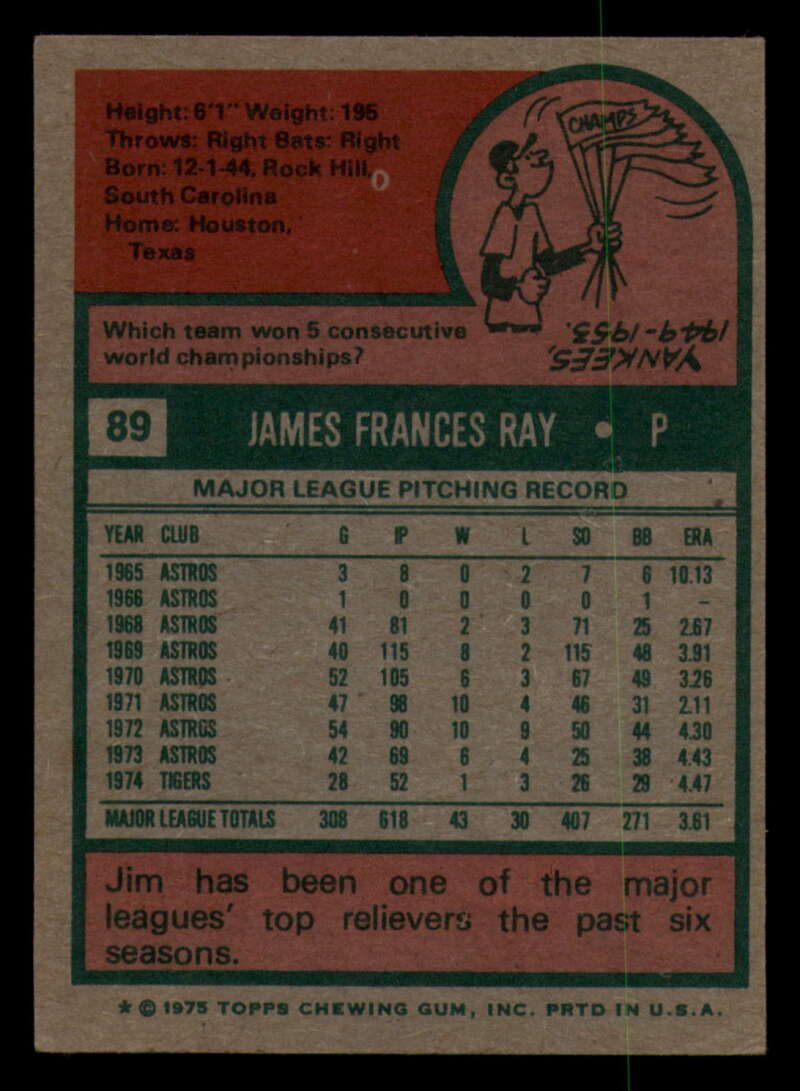 Height: 6'1" Weight: 195
Throws: Right Bats: Right
Born: 12-1-44, Rock Hill,
South Carolina
Home: Houston,
Texas
CHAMPS
Which team won 5 consecutive
world championships?
YANKEES,
1949-1953.
89 JAMES FRANCES RAY • P
MAJOR LEAGUE PITCHING RECORD
YEAR CLUB G IP W L SO BB ERA
1965 ASTROS 3 8 0 2 7 6 10.13
1966 ASTROS 1 0 0 0 0 1 –
1968 ASTROS 41 81 2 3 71 25 2.67
1969 ASTROS 40 115 8 2 115 48 3.91
1970 ASTROS 52 105 6 3 67 49 3.26
1971 ASTROS 47 98 10 4 46 31 2.11
1972 ASTROS 54 90 10 9 50 44 4.30
1973 ASTROS 42 69 6 4 25 38 4.43
1974 TIGERS 28 52 1 3 26 29 4.47
MAJOR LEAGUE TOTALS 308 618 43 30 407 271 3.61
Jim has been one of the major
leagues' top relievers the past six
seasons.
* © 1975 TOPPS CHEWING GUM, INC. PRTD IN U.S.A.